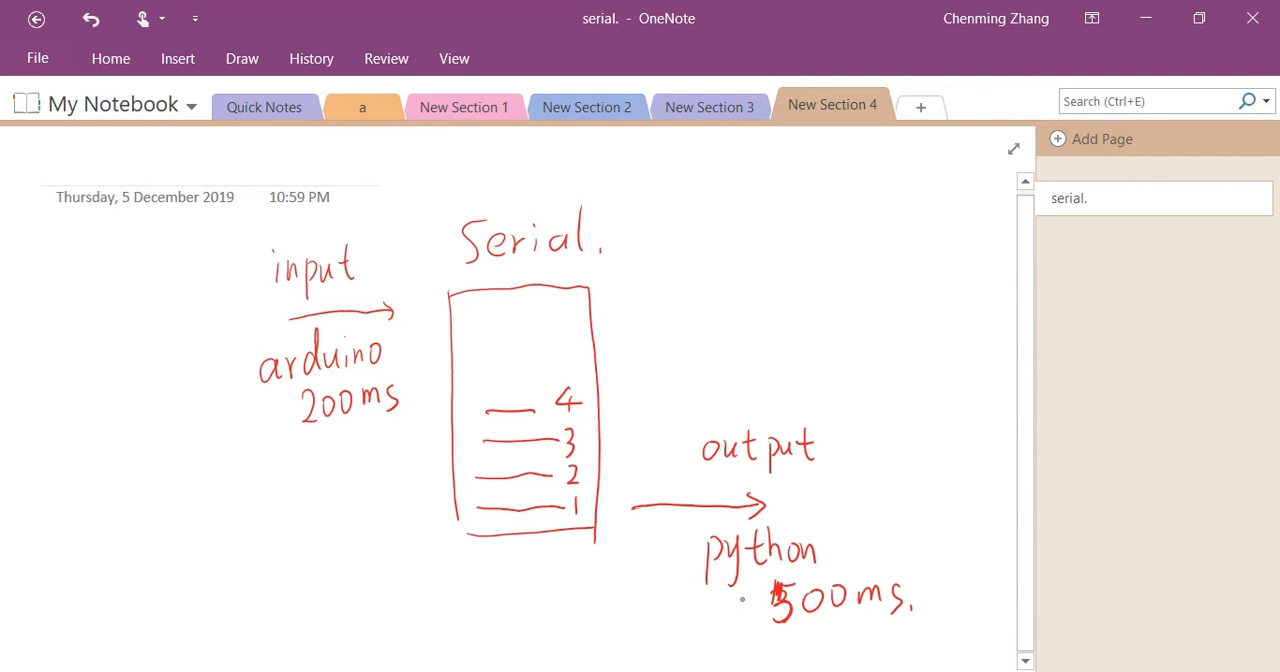 serial. - OneNote
Chenming Zhang
File
Home
Insert
Draw
History
Review
View
My Notebook
Quick Notes
a
New Section 1
New Section 2
New Section 3
New Section 4
+
Search (Ctrl+E)
Add Page
serial.
Thursday, 5 December 2019
10:59 PM
Serial.
input
arduino
200ms
4
3
2
1
output
python
500ms.